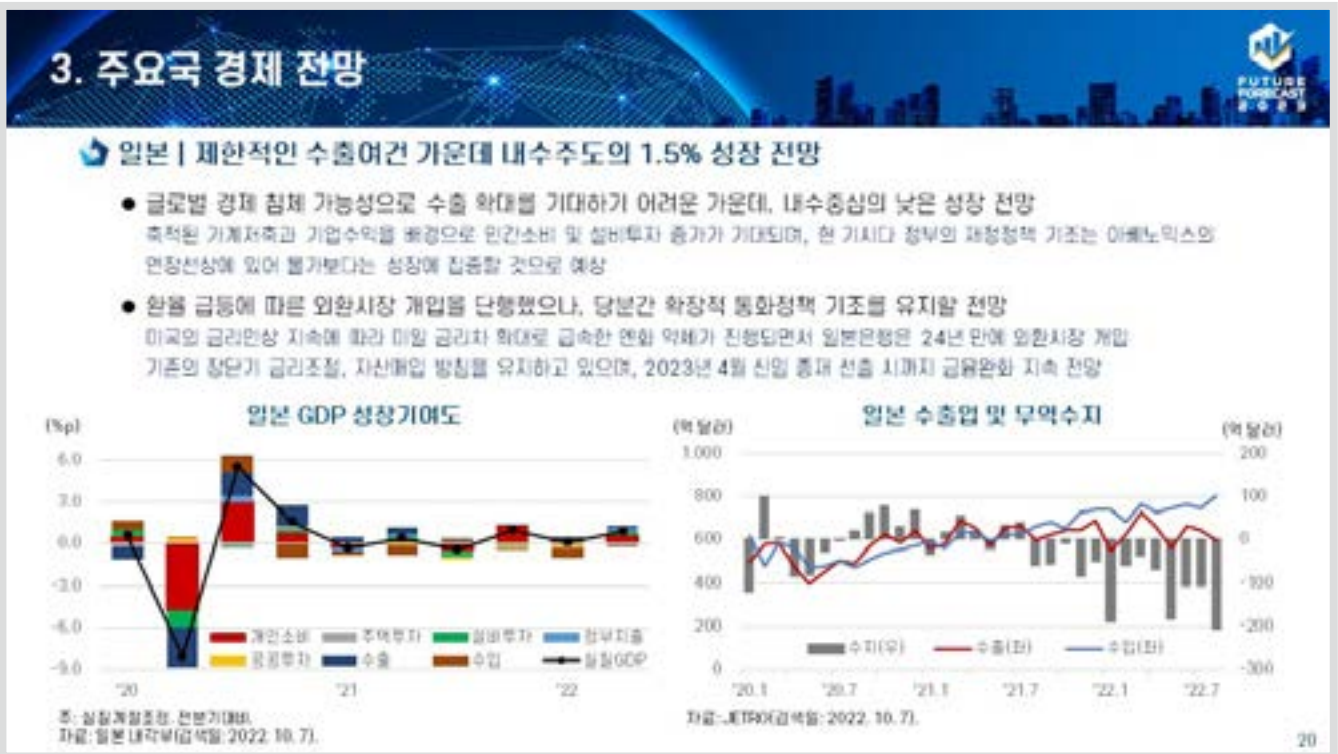 3. 주요국 경제 전망
FUTURE
FORECAST
2023
일본 | 제한적인 수출여건 가운데 내수주도의 1.5% 성장 전망
● 글로벌 경제 침체 가능성으로 수출 확대를 기대하기 어려운 가운데, 내수중심의 낮은 성장 전망
축적된 가계저축과 기업수익을 배경으로 민간소비 및 설비투자 증가가 기대되며, 현 기시다 정부의 재정정책 기조는 아베노믹스의
연장선상에 있어 물가보다는 성장에 집중할 것으로 예상
● 환율 급등에 따른 외환시장 개입을 단행했으나, 당분간 확장적 통화정책 기조를 유지할 전망
미국의 금리인상 지속에 따라 미일 금리차 확대로 급속한 엔화 약세가 진행되면서 일본은행은 24년 만에 외환시장 개입
기존의 장단기 금리조절, 자산매입 방침을 유지하고 있으며, 2023년 4월 신임 총재 선출 시까지 금융완화 지속 전망
일본 GDP 성장기여도
(%p)
6.0
3.0
0.0
-3.0
-6.0
-9.0
개인소비 주택투자 설비투자 정부지출
공공투자 수출 수입 실질GDP
'20 '21 '22
주: 실질계절조정, 전분기대비.
자료: 일본 내각부(검색일: 2022. 10. 7).
일본 수출입 및 무역수지
(억 달러) (억 달러)
1,000 200
800 100
600 0
400 -100
200 -200
0 -300
수지(우) 수출(좌) 수입(좌)
'20.1 '20.7 '21.1 '21.7 '22.1 '22.7
자료: JETRO(검색일: 2022. 10. 7).
20